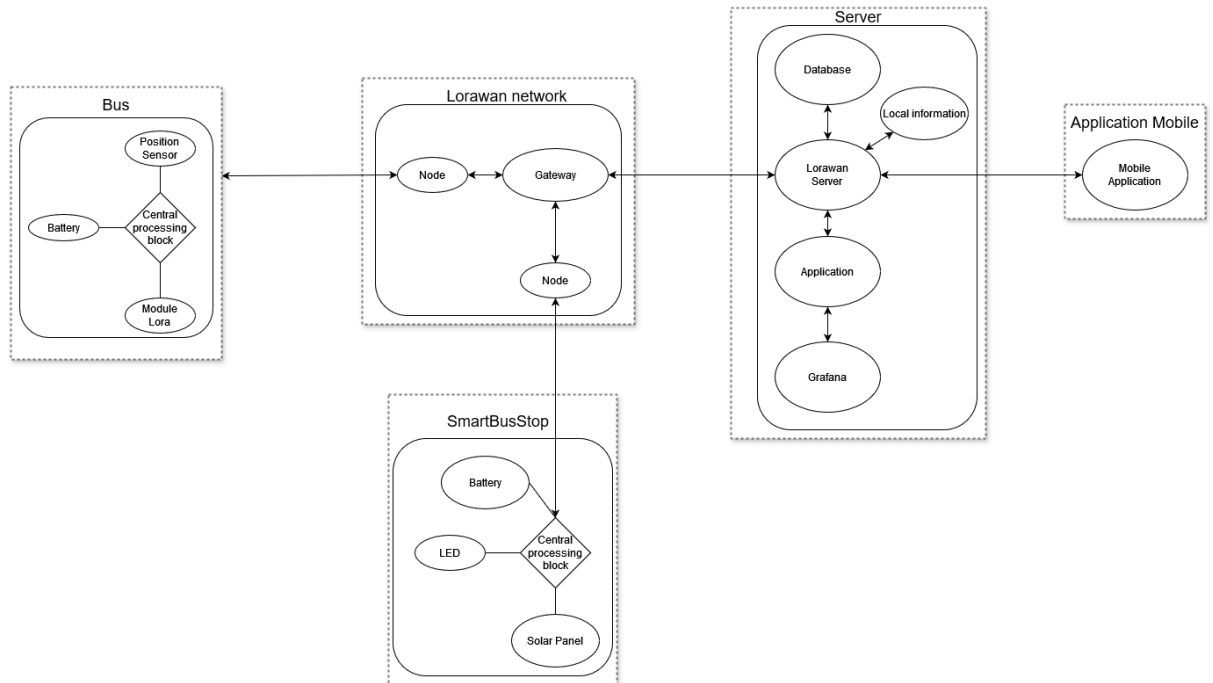 Bus
Position
Sensor
Battery
Central
processing
block
Module
Lora
Lorawan network
Node
Gateway
Node
SmartBusStop
Battery
LED
Central
processing
block
Solar Panel
Server
Database
Local information
Lorawan
Server
Application
Grafana
Application Mobile
Mobile
Application